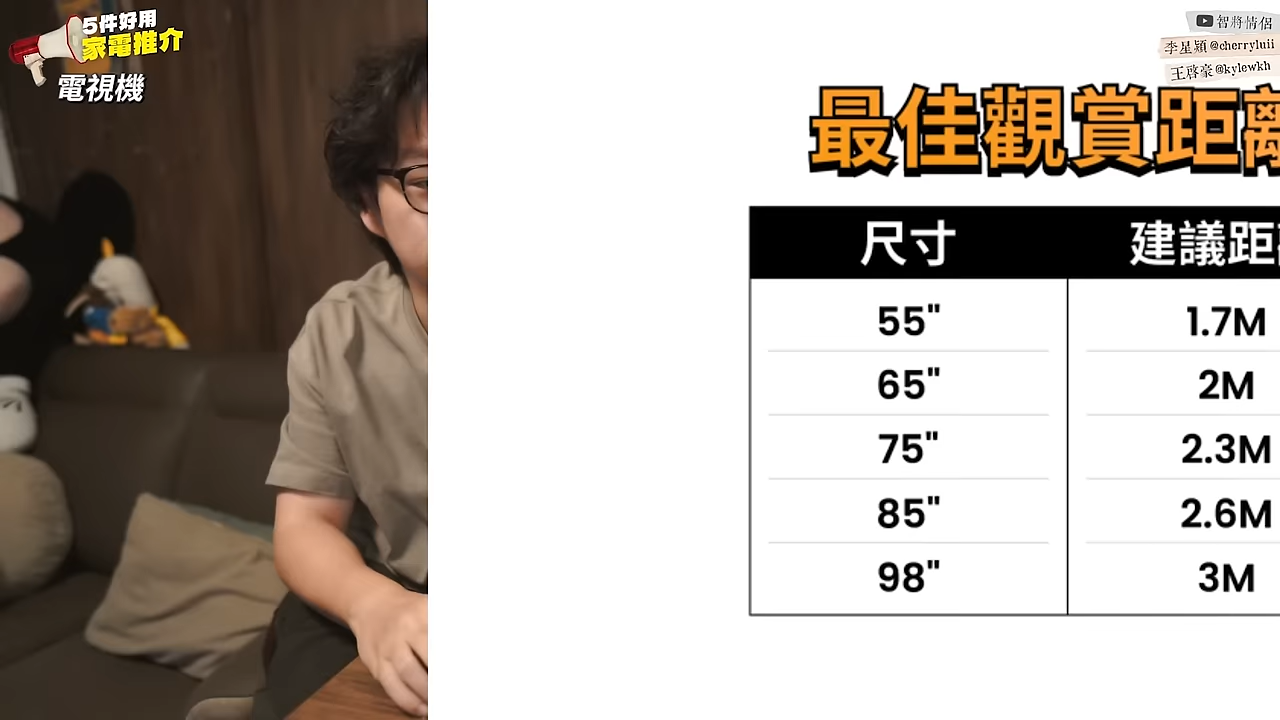 5件好用
家電推介
電視機
智將情侶
李星穎 @cherryluii
王啓豪 @kylewkh
最佳觀賞距離
尺寸 建議距
55" 1.7M
65" 2M
75" 2.3M
85" 2.6M
98" 3M